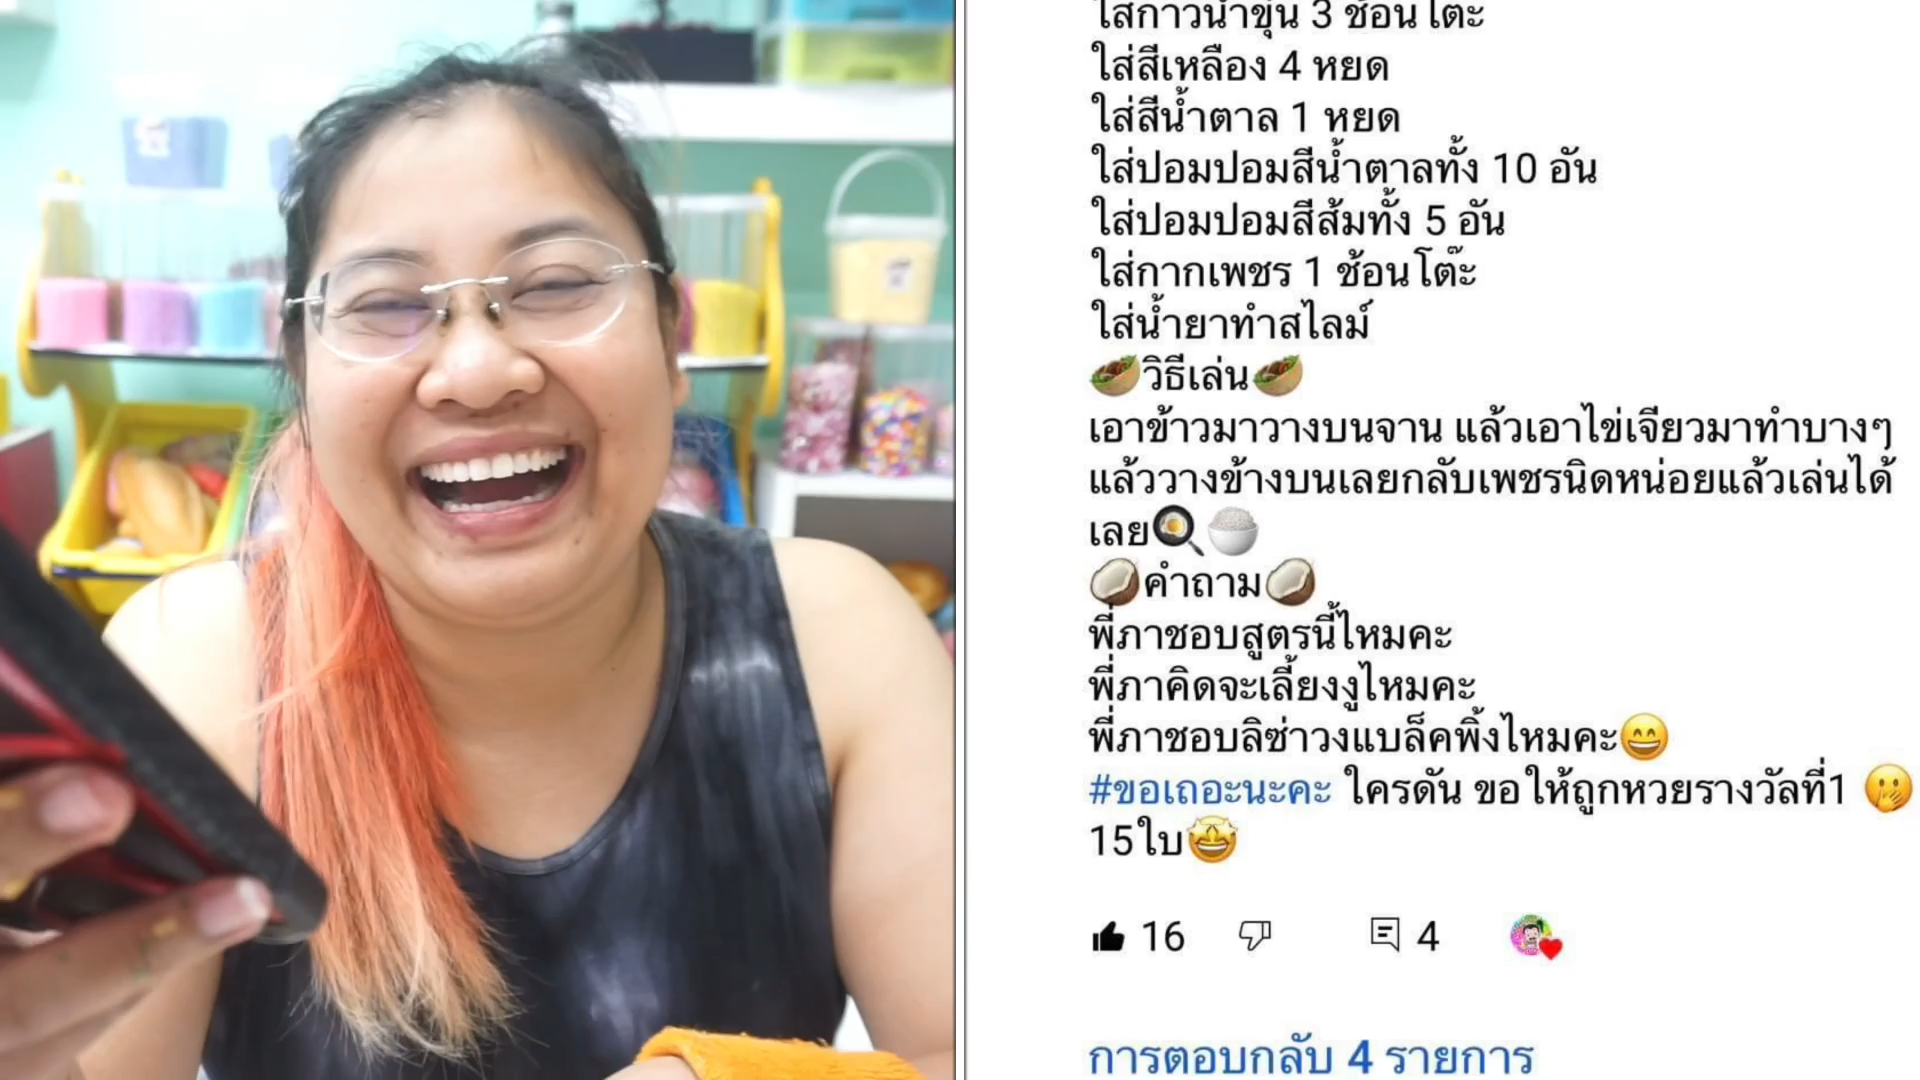 ใส่กาวน้ำขุ่น 3 ช้อนโต๊ะ
ใส่สีเหลือง 4 หยด
ใส่สีน้ำตาล 1 หยด
ใส่ปอมปอมสีน้ำตาลทั้ง 10 อัน
ใส่ปอมปอมสีส้มทั้ง 5 อัน
ใส่กากเพชร 1 ช้อนโต๊ะ
ใส่น้ำยาทำสไลม์
วิธีเล่น
เอาข้าวมาวางบนจาน แล้วเอาไข่เจียวมาทำบางๆ
แล้ววางข้างบนเลยกลับเพชรนิดหน่อยแล้วเล่นได้
เลย🍳🍚
🥥คำถาม🥥
พี่ภาชอบสูตรนี้ไหมคะ
พี่ภาคิดจะเลี้ยงงูไหมคะ
พี่ภาชอบลิซ่าวงแบล็คพิ้งไหมคะ😄
#ขอเถอะนะคะ ใครดัน ขอให้ถูกหวยรางวัลที่1 🤭
15ใบ🤩
16 4
การตอบกลับ 4 รายการ